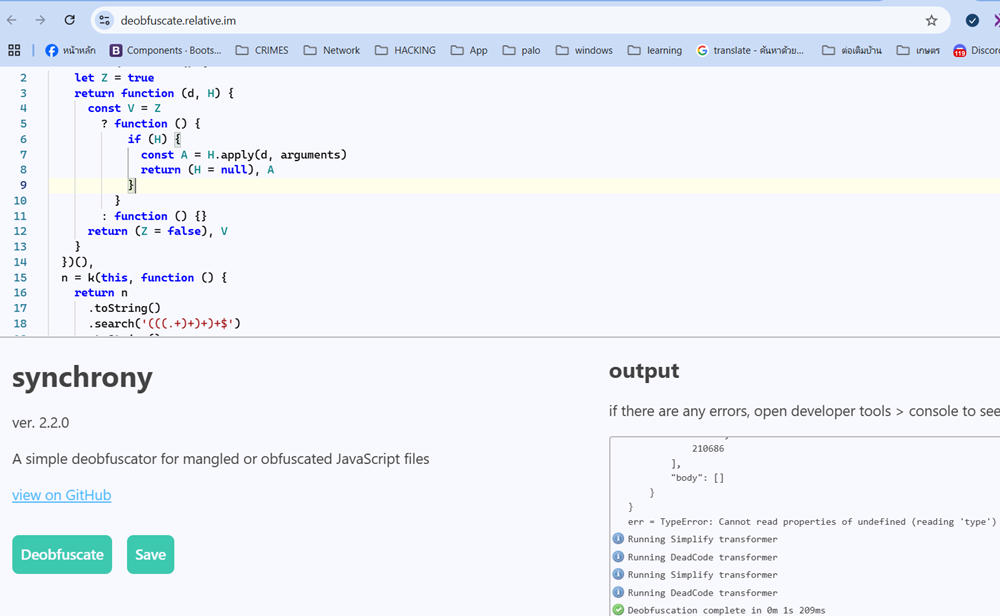 deobfuscate.relative.im
หน้าหลัก Components · Boots... CRIMES Network HACKING App palo windows learning translate - ค้นหาด้วย... ต่อเติมบ้าน เกษตร 119 Discor
2 let Z = true
3 return function (d, H) {
4 const V = Z
5 ? function () {
6 if (H) {
7 const A = H.apply(d, arguments)
8 return (H = null), A
9 }
10 }
11 : function () {}
12 return (Z = false), V
13 }
14 })(),
15 n = k(this, function () {
16 return n
17 .toString()
18 .search('(((.+)+)+)+$')
synchrony
ver. 2.2.0
A simple deobfuscator for mangled or obfuscated JavaScript files
view on GitHub
Deobfuscate Save
output
if there are any errors, open developer tools > console to see
210686
],
"body": []
}
}
err = TypeError: Cannot read properties of undefined (reading 'type')
Running Simplify transformer
Running DeadCode transformer
Running Simplify transformer
Running DeadCode transformer
Deobfuscation complete in 0m 1s 209ms